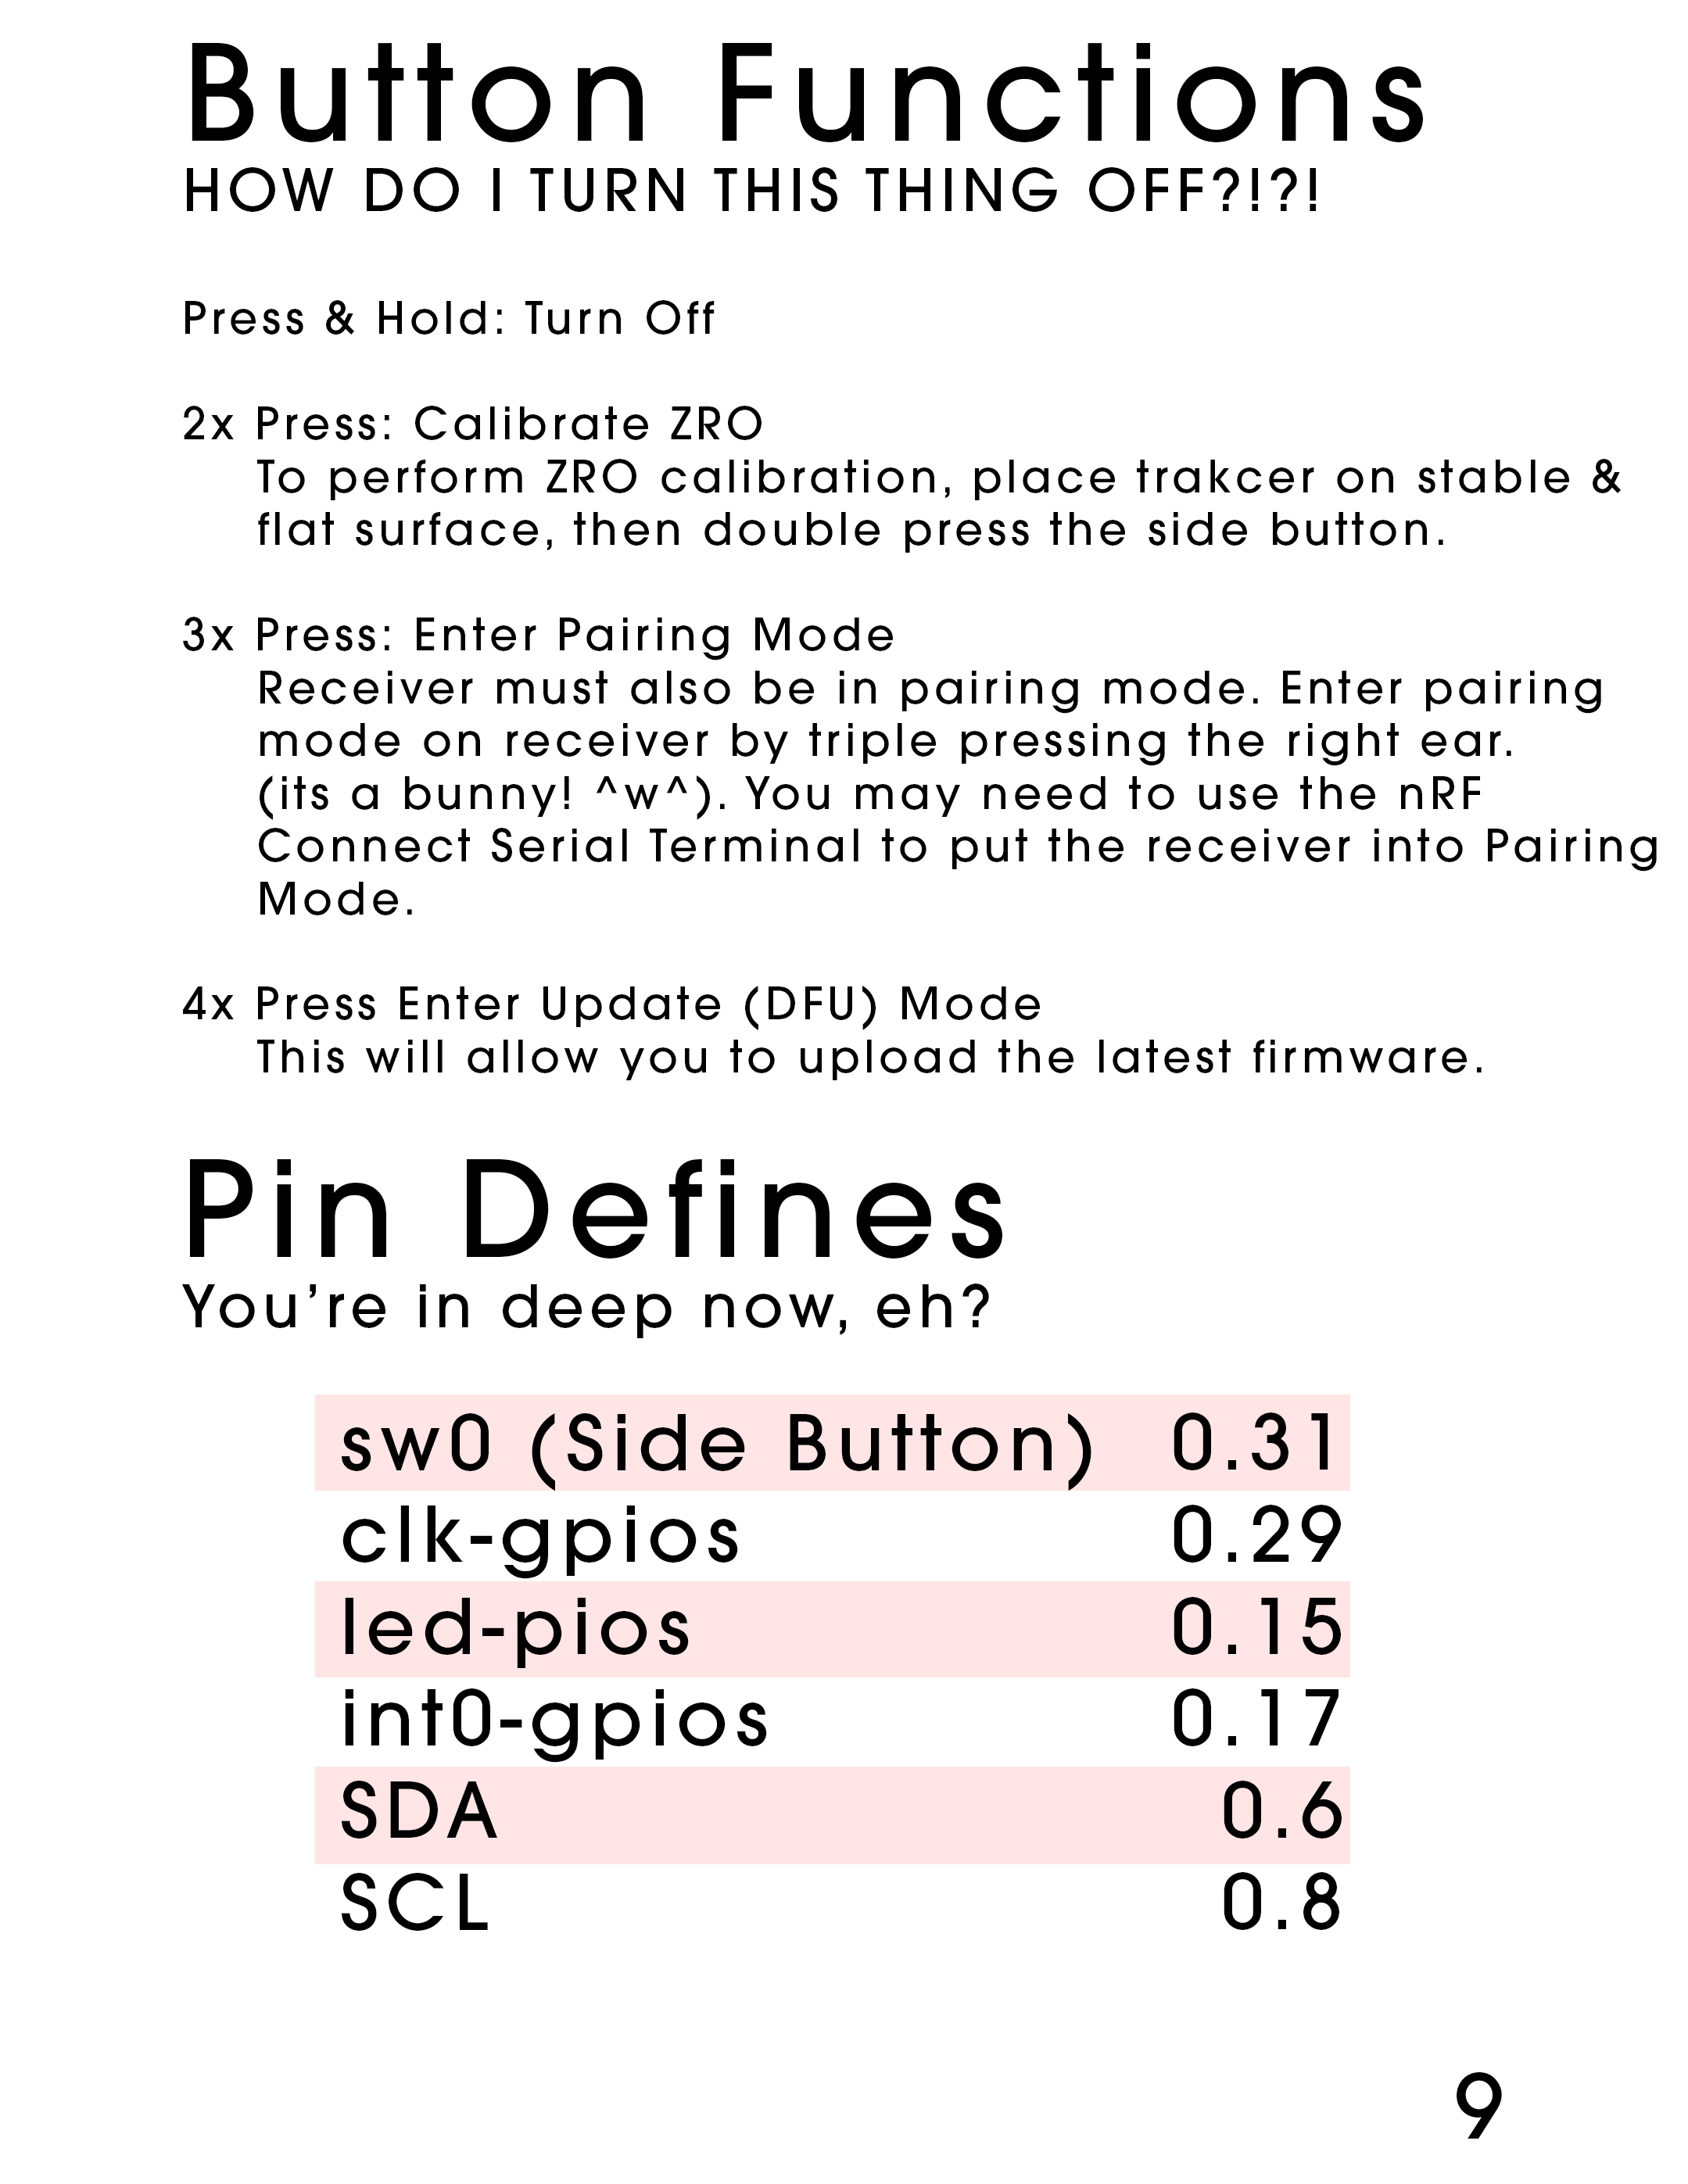 Button Functions
HOW DO I TURN THIS THING OFF?!?!
Press & Hold: Turn Off
2x Press: Calibrate ZRO
To perform ZRO calibration, place trakcer on stable &
flat surface, then double press the side button.
3x Press: Enter Pairing Mode
Receiver must also be in pairing mode. Enter pairing
mode on receiver by triple pressing the right ear.
(its a bunny! ^w^). You may need to use the nRF
Connect Serial Terminal to put the receiver into Pairing
Mode.
4x Press Enter Update (DFU) Mode
This will allow you to upload the latest firmware.
Pin Defines
You’re in deep now, eh?
sw0 (Side Button) 0.31
clk-gpios 0.29
led-pios 0.15
int0-gpios 0.17
SDA 0.6
SCL 0.8
9